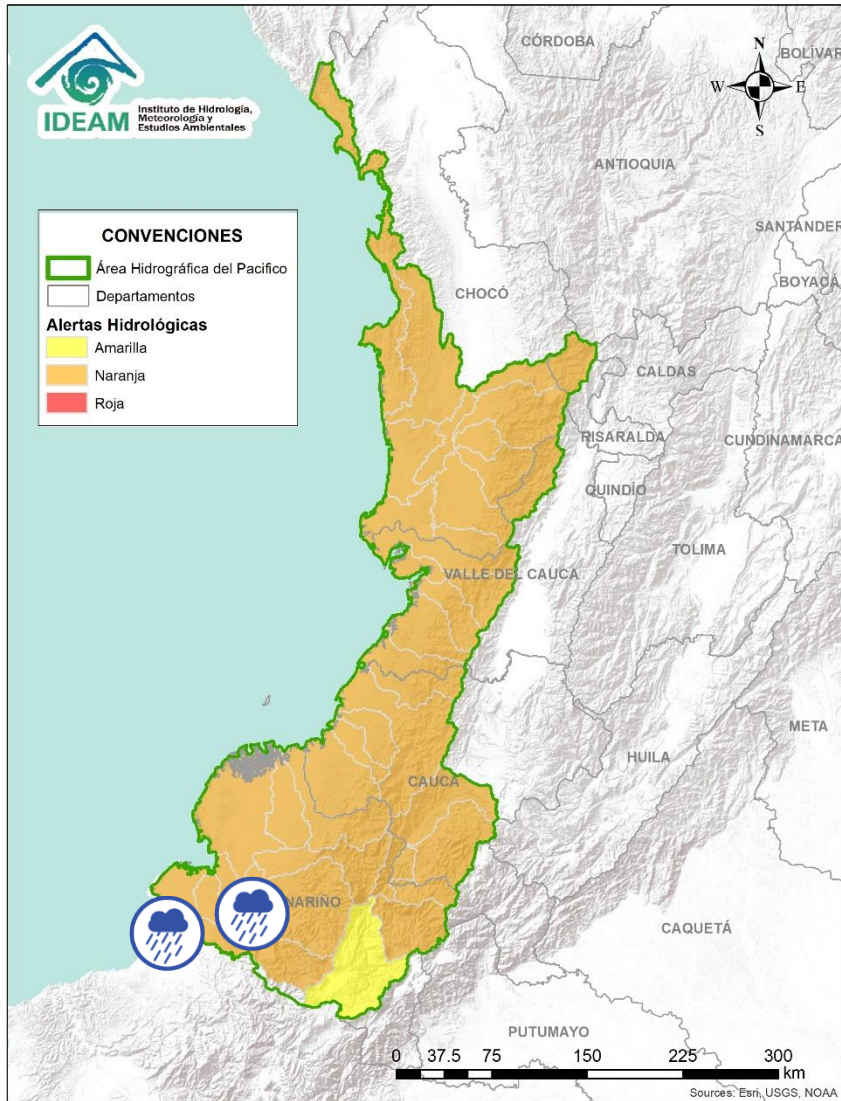 CÓRDOBA
BOLÍVAR
N
W E
S
IDEAM
Instituto de Hidrología,
Meteorología y
Estudios Ambientales
ANTIOQUIA
SANTANDER
CONVENCIONES
Área Hidrográfica del Pacifico
Departamentos
Alertas Hidrológicas
Amarilla
Naranja
Roja
BOYACÁ
CHOCÓ
CALDAS
RISARALDA
CUNDINAMARCA
QUINDÍO
TOLIMA
VALLE DEL CAUCA
META
HUILA
CAUCA
NARIÑO
CAQUETÁ
PUTUMAYO
0 37.5 75 150 225 300
km
Sources: Esri, USGS, NOAA